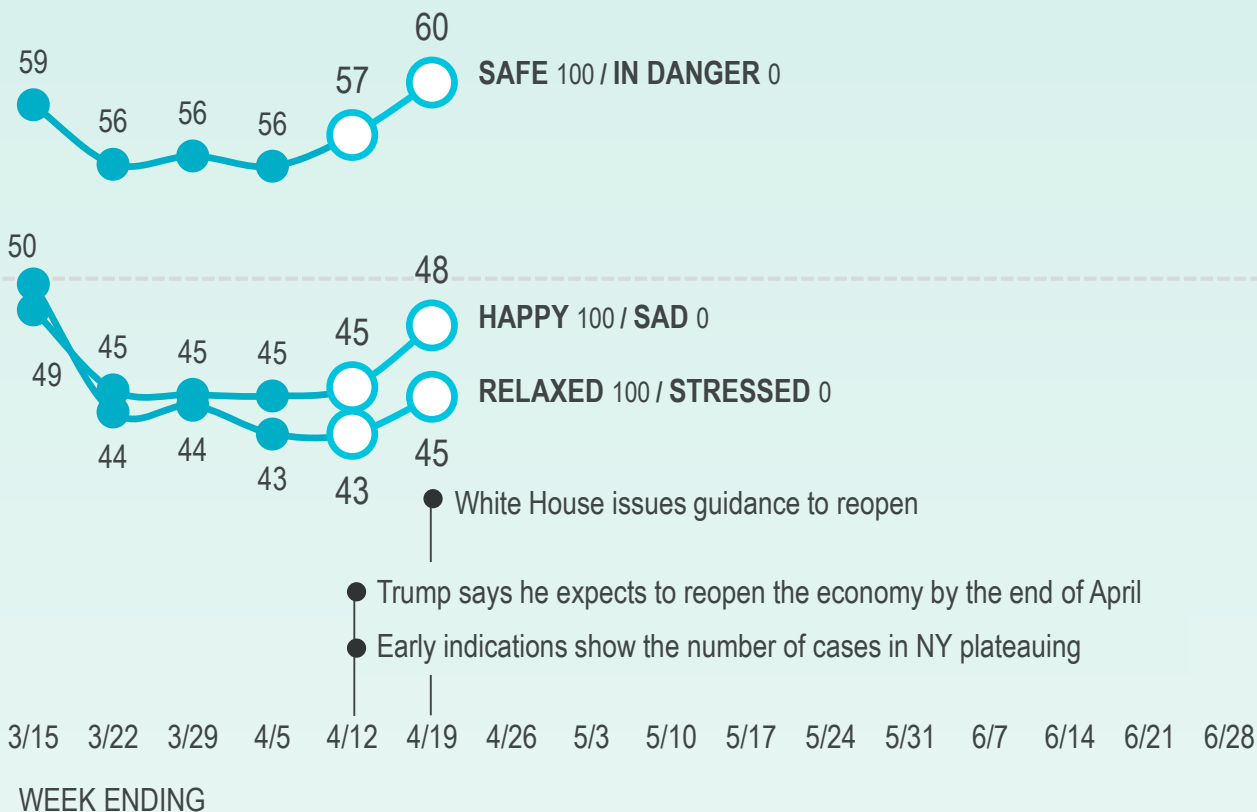 60
59
57
SAFE 100 / IN DANGER 0
56 56 56
50
48
HAPPY 100 / SAD 0
45 45 45 45
49
RELAXED 100 / STRESSED 0
44 44 43 43 45
White House issues guidance to reopen
Trump says he expects to reopen the economy by the end of April
Early indications show the number of cases in NY plateauing
3/15 3/22 3/29 4/5 4/12 4/19 4/26 5/3 5/10 5/17 5/24 5/31 6/7 6/14 6/21 6/28
WEEK ENDING